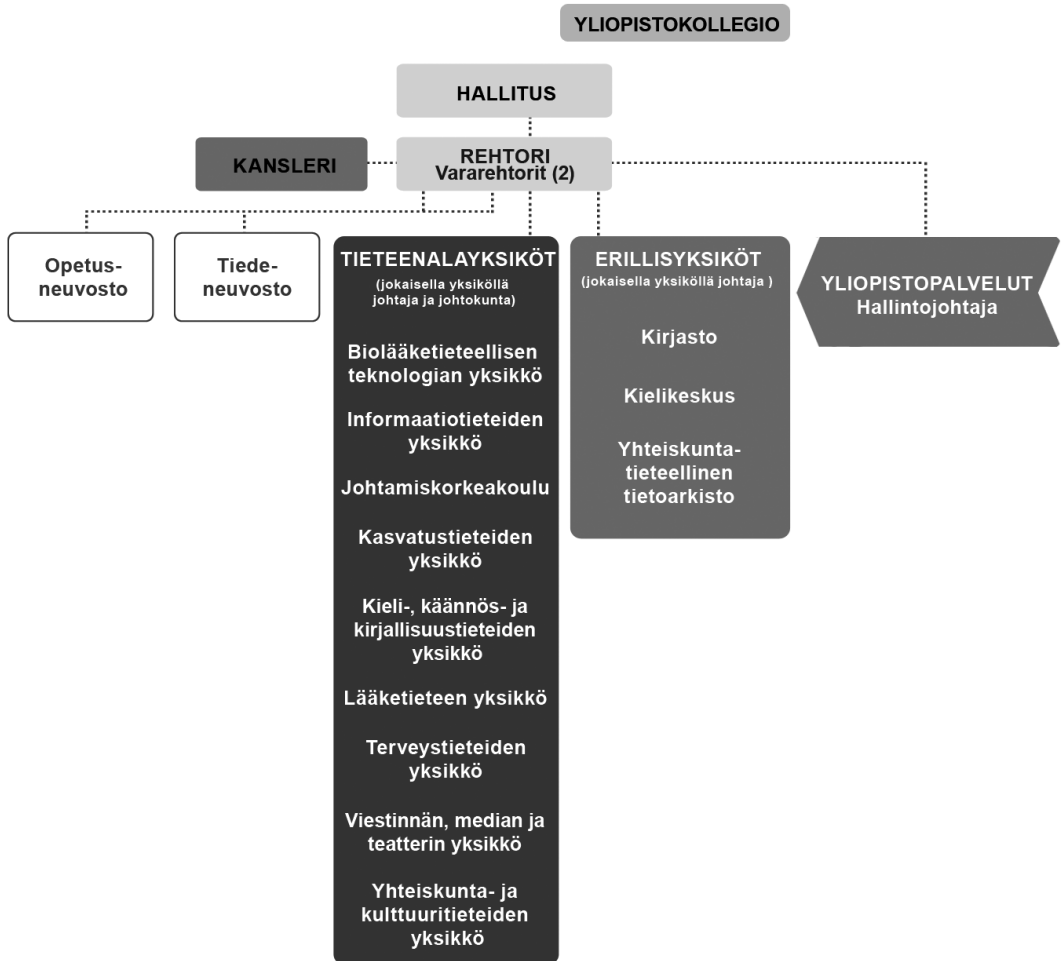 YLIOPISTOKOLLEGIO
HALLITUS
KANSLERI
REHTORI
Vararehtorit (2)
Opetus-
neuvosto
Tiede-
neuvosto
TIETEENALAYKSIKÖT
(jokaisella yksiköllä
johtaja ja johtokunta)
Biolääketieteellisen
teknologian yksikkö
Informaatiotieteiden
yksikkö
Johtamiskorkeakoulu
Kasvatustieteiden
yksikkö
Kieli-, käännös- ja
kirjallisuustieteiden
yksikkö
Lääketieteen yksikkö
Terveystieteiden
yksikkö
Viestinnän, median ja
teatterin yksikkö
Yhteiskunta- ja
kulttuuritieteiden
yksikkö
ERILLISYKSIKÖT
(jokaisella yksiköllä johtaja )
Kirjasto
Kielikeskus
Yhteiskunta-
tieteellinen
tietoarkisto
YLIOPISTOPALVELUT
Hallintojohtaja